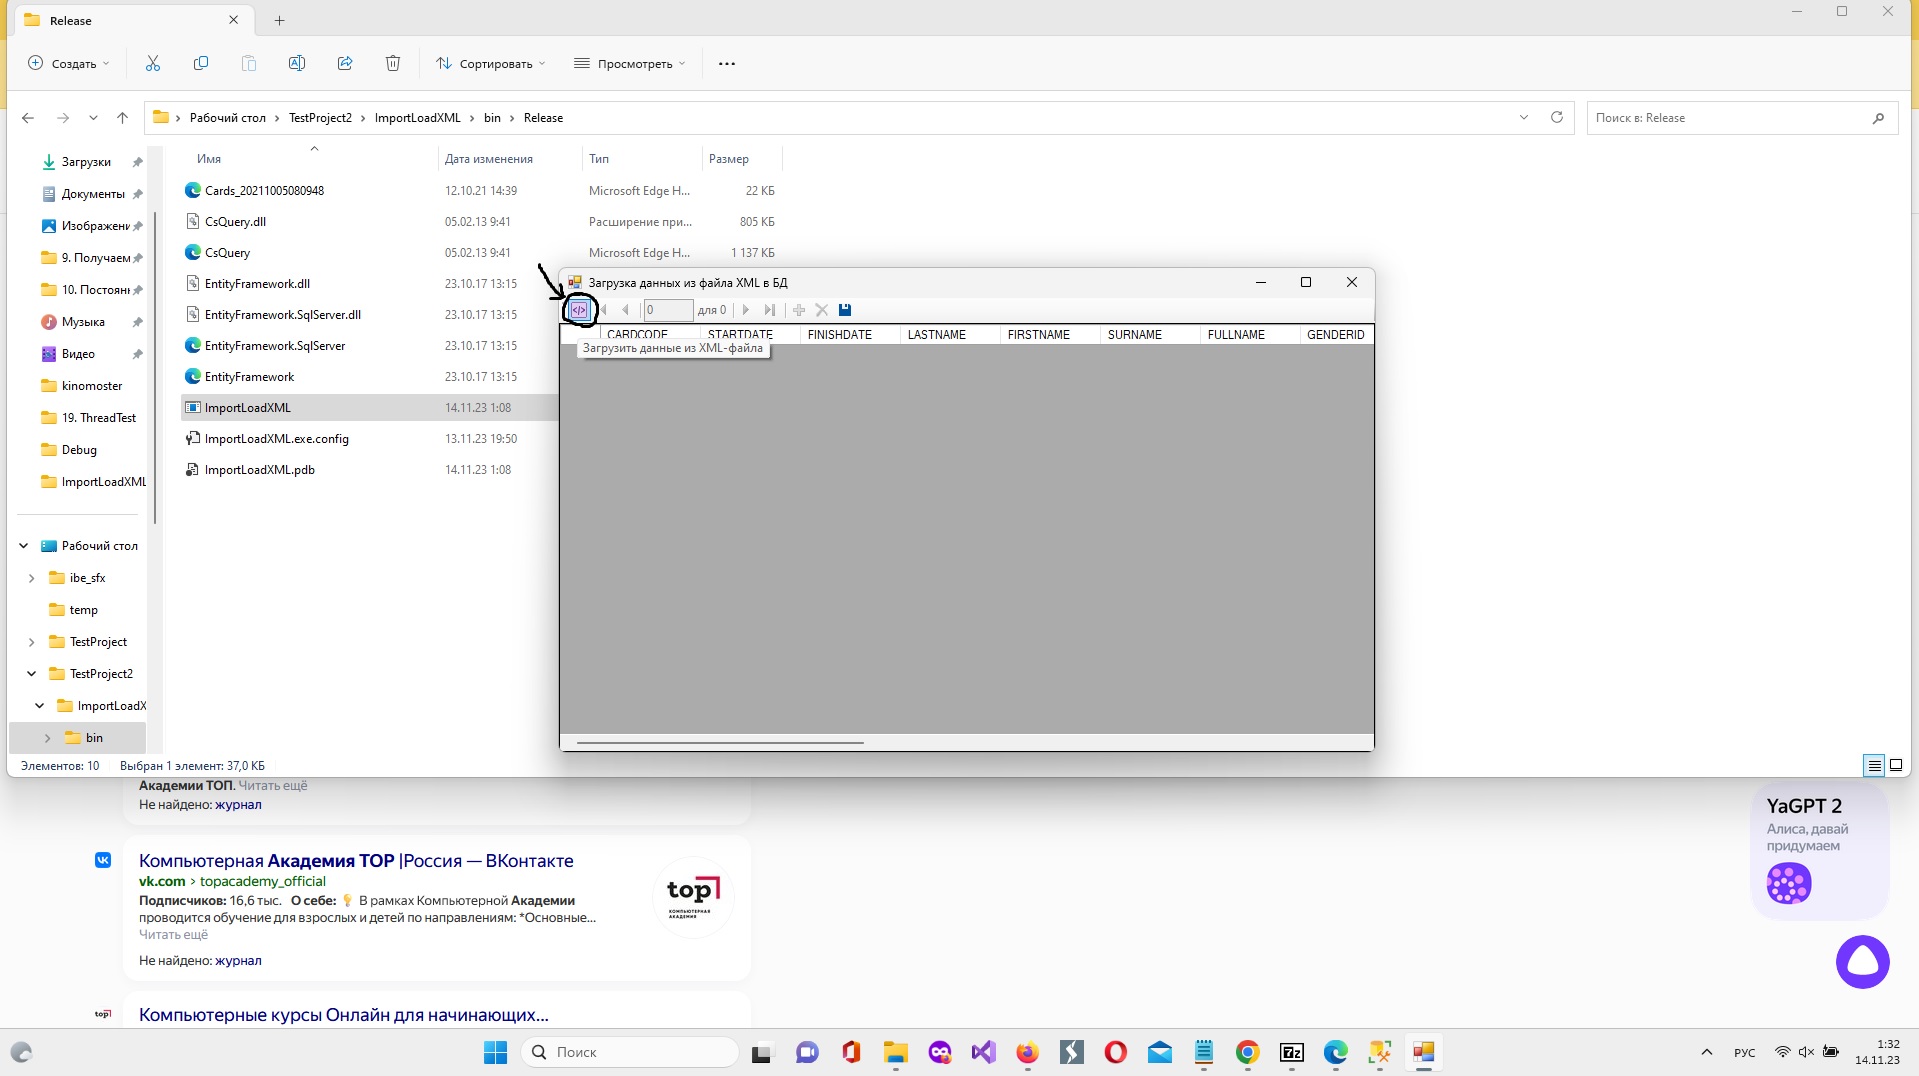 Release
Создать
Сортировать
Просмотреть
Рабочий стол
TestProject2
ImportLoadXML
bin
Release
Поиск в: Release
Загрузки
Документы
Изображени
9. Получаем
10. Постоянн
Музыка
Видео
kinomoster
19. ThreadTest
Debug
ImportLoadXML
Рабочий стол
ibe_sfx
temp
TestProject
TestProject2
ImportLoadX
bin
Имя Дата изменения Тип Размер
Cards_20211005080948 12.10.21 14:39 Microsoft Edge H... 22 КБ
CsQuery.dll 05.02.13 9:41 Расширение при... 805 КБ
CsQuery 05.02.13 9:41 Microsoft Edge H... 1 137 КБ
EntityFramework.dll 23.10.17 13:15
EntityFramework.SqlServer.dll 23.10.17 13:15
EntityFramework.SqlServer 23.10.17 13:15
EntityFramework 23.10.17 13:15
ImportLoadXML 14.11.23 1:08
ImportLoadXML.exe.config 13.11.23 19:50
ImportLoadXML.pdb 14.11.23 1:08
Загрузка данных из файла XML в БД
0 для 0
CARDCODE STARTDATE FINISHDATE LASTNAME FIRSTNAME SURNAME FULLNAME GENDERID
Загрузить данные из XML-файла
Элементов: 10 Выбран 1 элемент: 37,0 КБ
Академии ТОП. Читать ещё
Не найдено: журнал
Компьютерная Академия TOP |Россия — ВКонтакте
vk.com › topacademy_official
Подписчиков: 16,6 тыс. О себе: 💡 В рамках Компьютерной Академии
проводится обучение для взрослых и детей по направлениям: *Основные...
Читать ещё
Не найдено: журнал
top
КОМПЬЮТЕРНАЯ
АКАДЕМИЯ
top
Компьютерные курсы Онлайн для начинающих...
YaGPT 2
Алиса, давай
придумаем
Поиск
7z
РУС
1:32
14.11.23